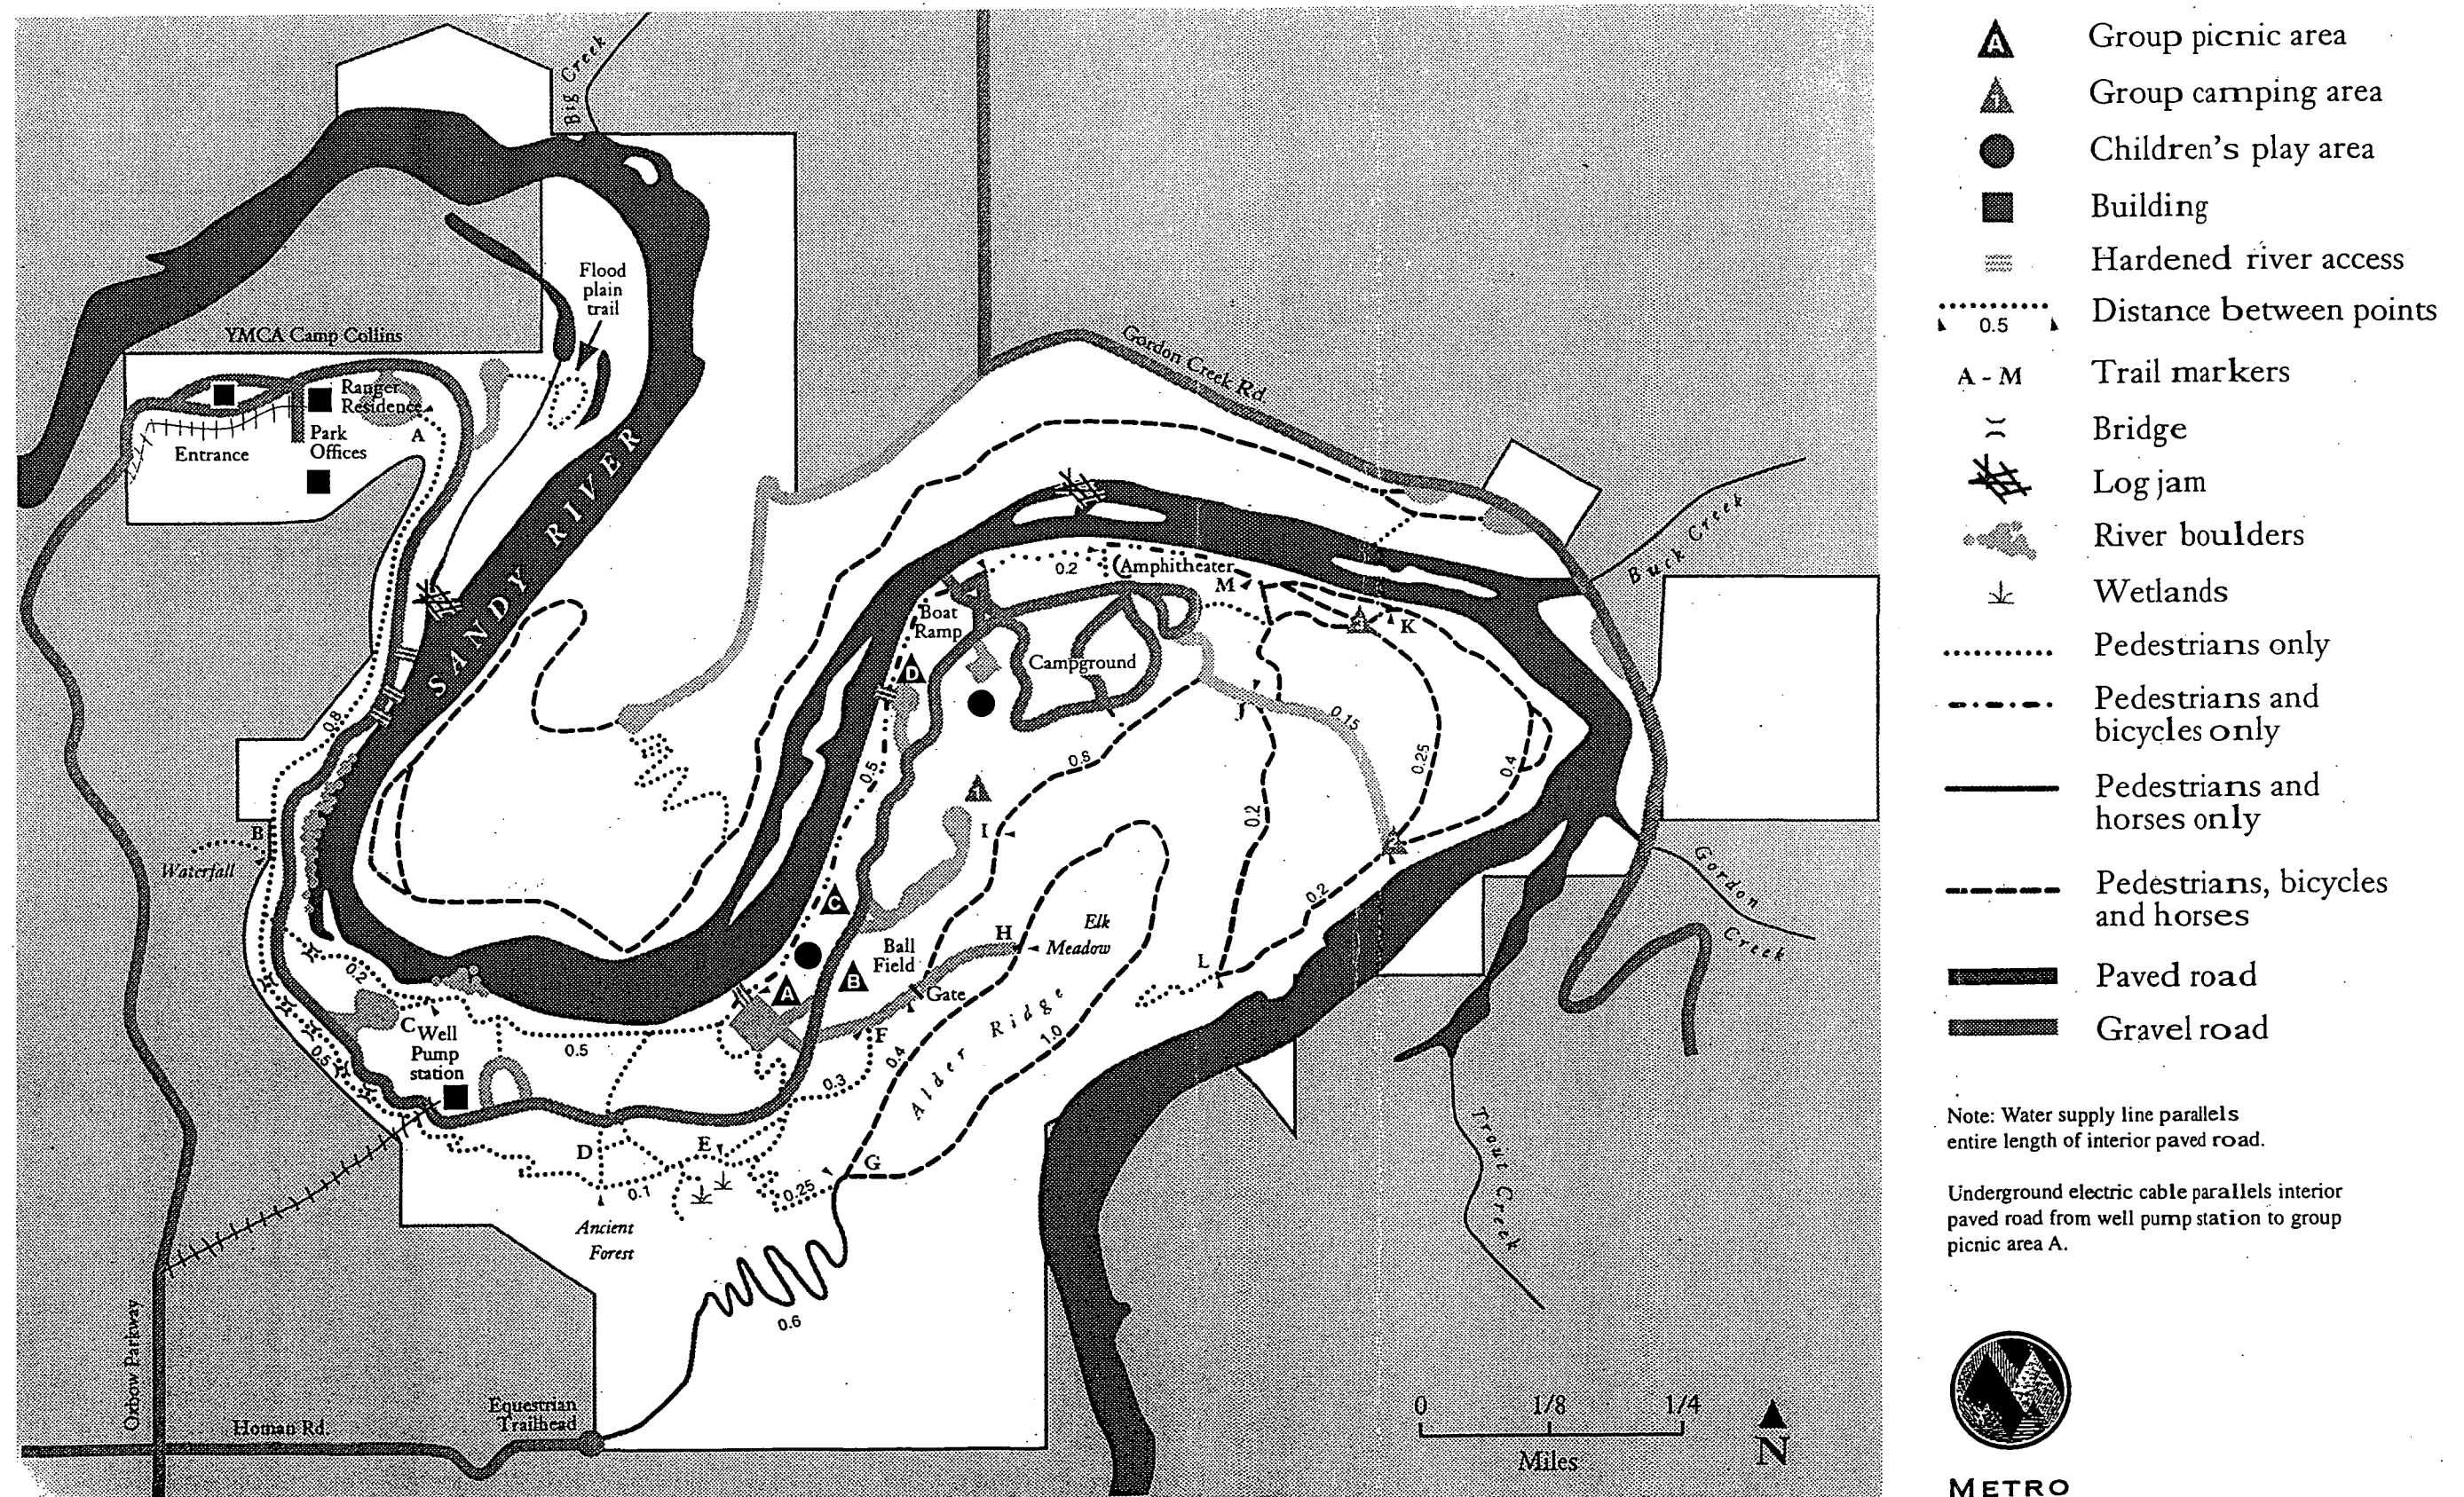 Big Creek
Flood
plain
trail
YMCA Camp Collins
Ranger
Residence
A
Park
Offices
Entrance
Gordon Creek Rd.
SANDY RIVER
Buck Creek
0.2
Amphitheater
M
Boat
Ramp
K
3
D
Campground
J
0.15
0.8
0.5
0.8
0.25
0.4
1
0.2
B
I
Waterfall
2
Gordon
Creek
C
0.2
Elk
Meadow
H
Ball
Field
B
L
0.2
A
Gate
C
Well
Pump
station
F
0.5
0.5
0.4
Alder Ridge
1.0
0.3
D
E
G
0.1
0.25
Ancient
Forest
Trout Creek
0.6
Oxbow Parkway
Homan Rd.
Equestrian
Trailhead
0 1/8 1/4
Miles
N
A Group picnic area
1 Group camping area
Children's play area
Building
Hardened river access
0.5 Distance between points
A - M Trail markers
Bridge
Log jam
River boulders
Wetlands
Pedestrians only
Pedestrians and
bicycles only
Pedestrians and
horses only
Pedestrians, bicycles
and horses
Paved road
Gravel road
Note: Water supply line parallels
entire length of interior paved road.
Underground electric cable parallels interior
paved road from well pump station to group
picnic area A.
METRO